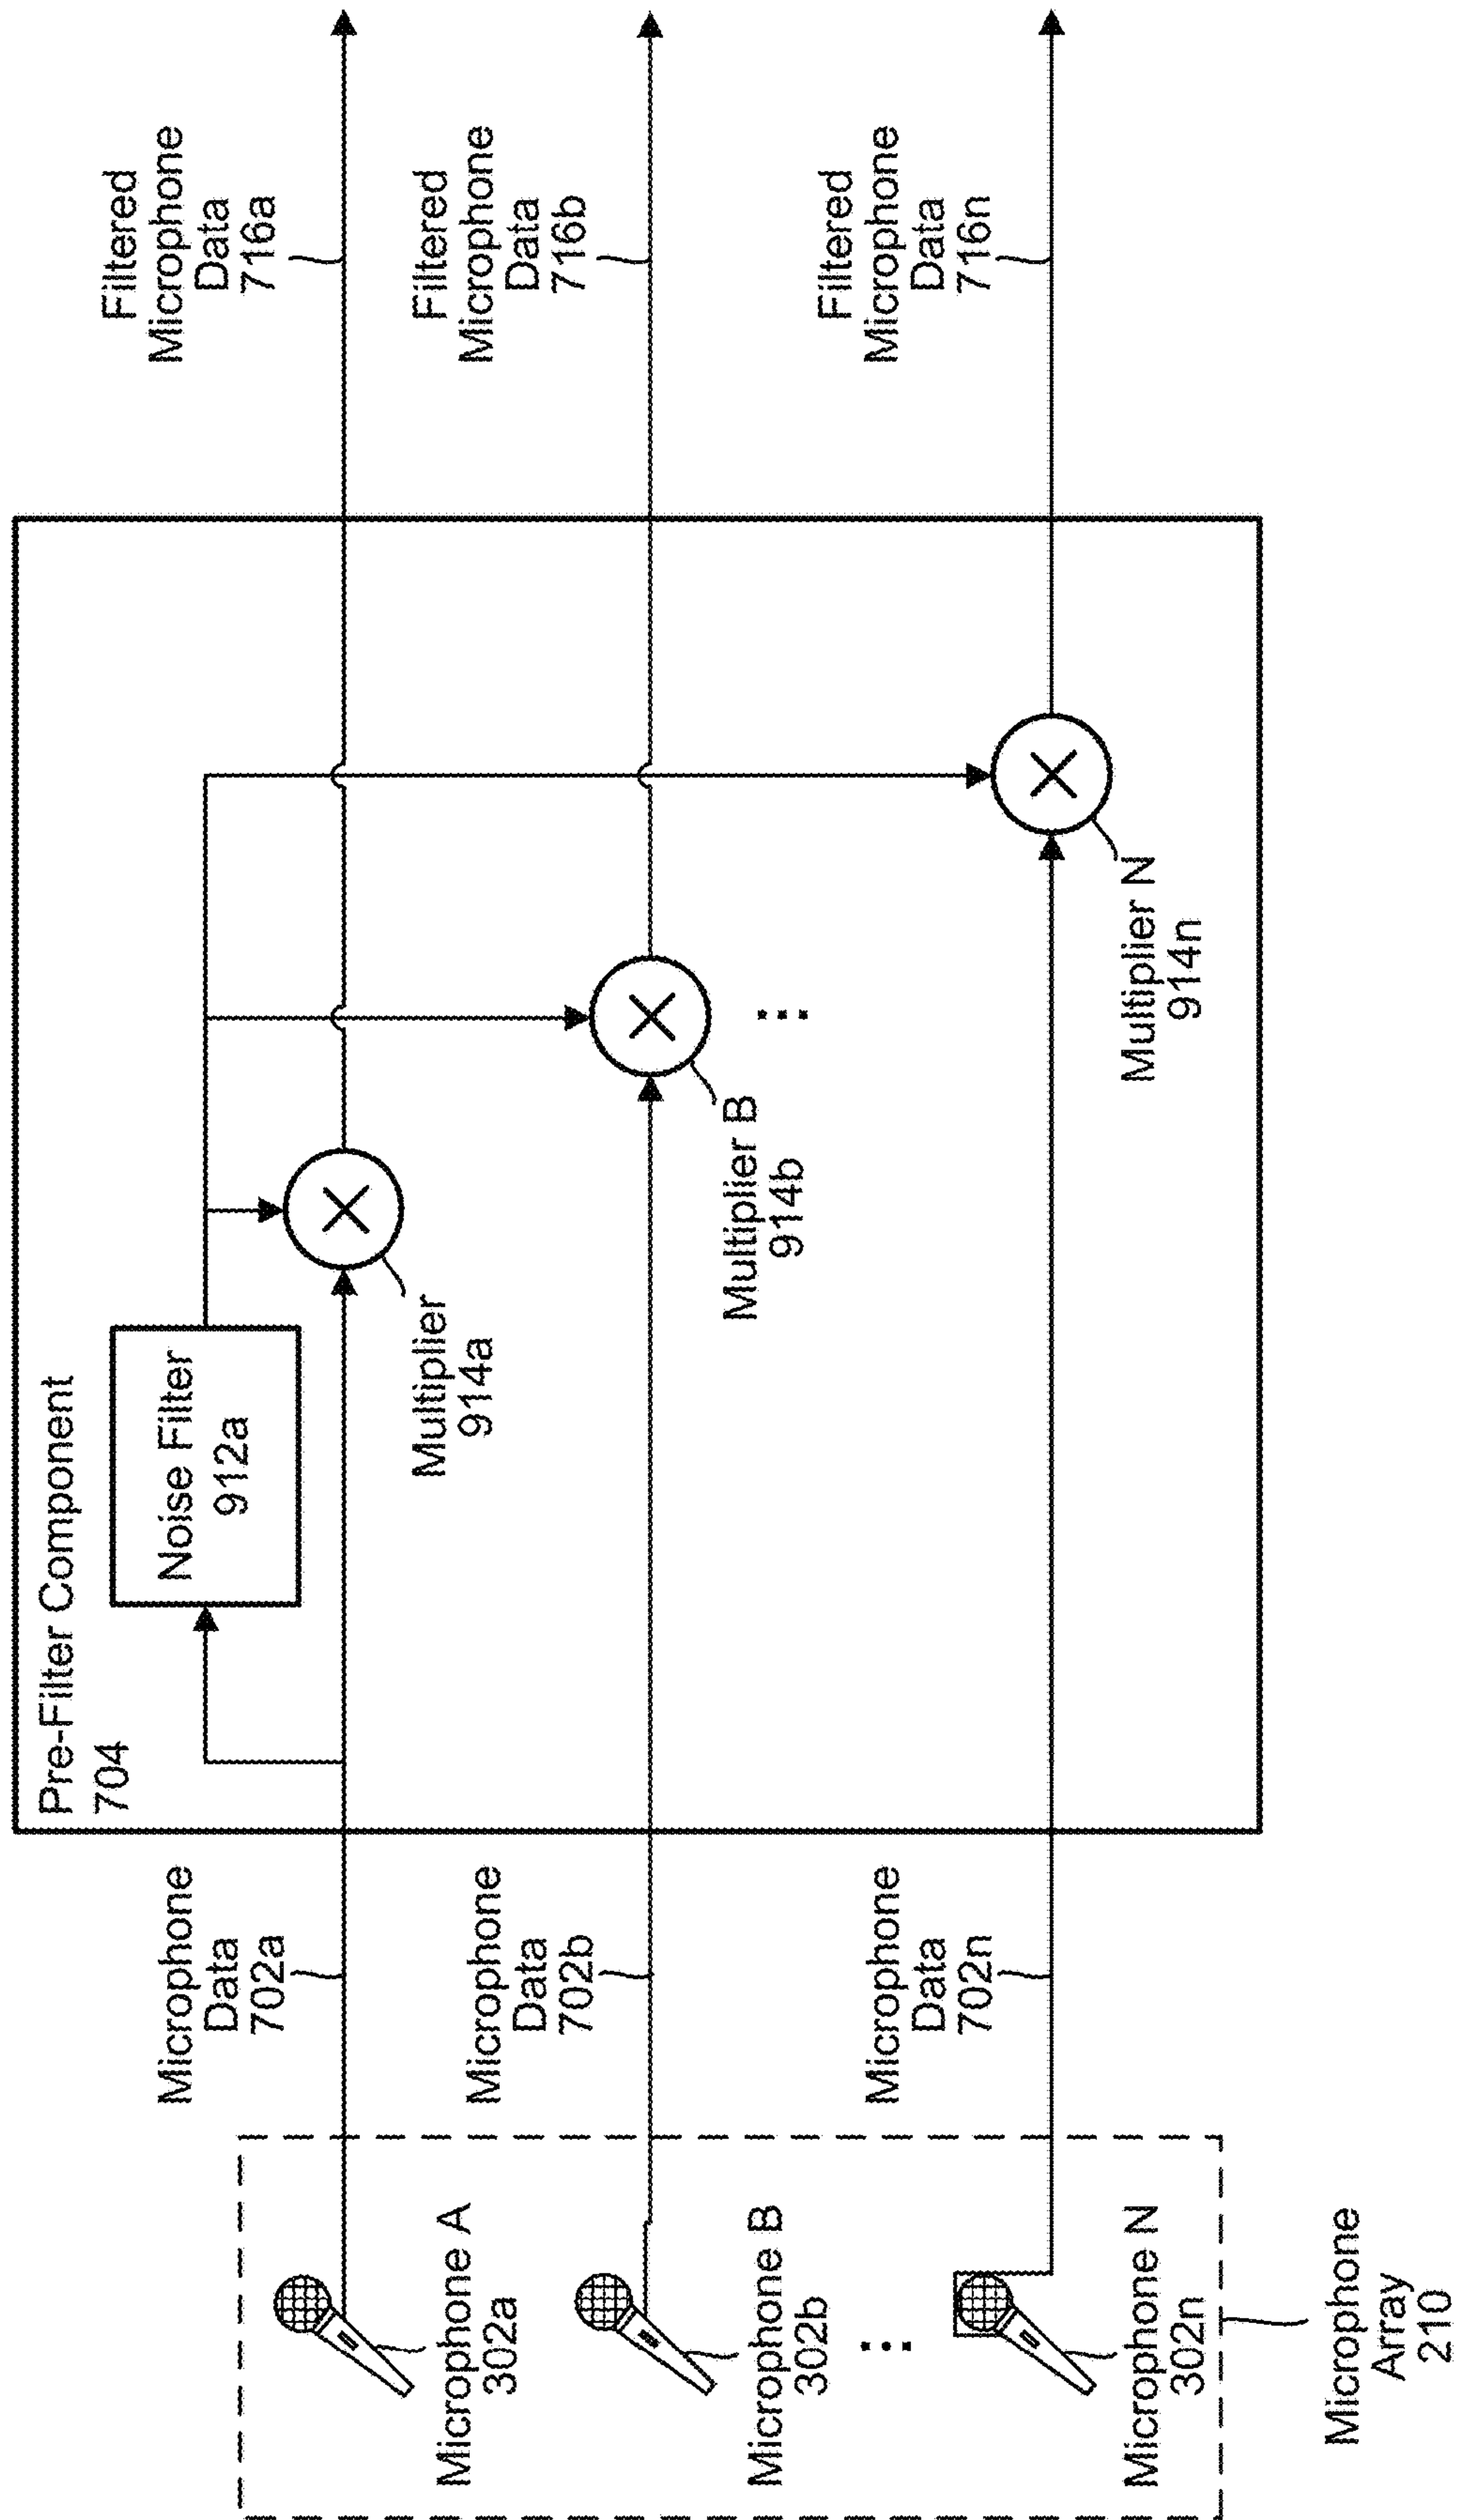 Pre-Filter Component
704
Noise Filter
912a
Microphone
Data
702a
Filtered
Microphone
Data
716a
Multiplier
914a
Microphone A
302a
Microphone
Data
702b
Filtered
Microphone
Data
716b
Multiplier B
914b
Microphone B
302b
Microphone
Data
702n
Filtered
Microphone
Data
716n
Multiplier N
914n
Microphone N
302n
Microphone
Array
210